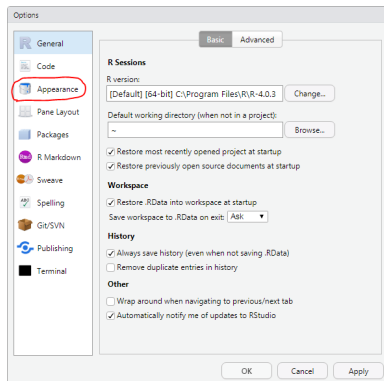 Options
General
Code
Appearance
Pane Layout
Packages
R Markdown
Sweave
Spelling
Git/SVN
Publishing
Terminal
Basic Advanced
R Sessions
R version:
[Default] [64-bit] C:\Program Files\R\R-4.0.3 Change...
Default working directory (when not in a project):
~ Browse...
Restore most recently opened project at startup
Restore previously open source documents at startup
Workspace
Restore .RData into workspace at startup
Save workspace to .RData on exit: Ask
History
Always save history (even when not saving .RData)
Remove duplicate entries in history
Other
Wrap around when navigating to previous/next tab
Automatically notify me of updates to RStudio
OK Cancel Apply